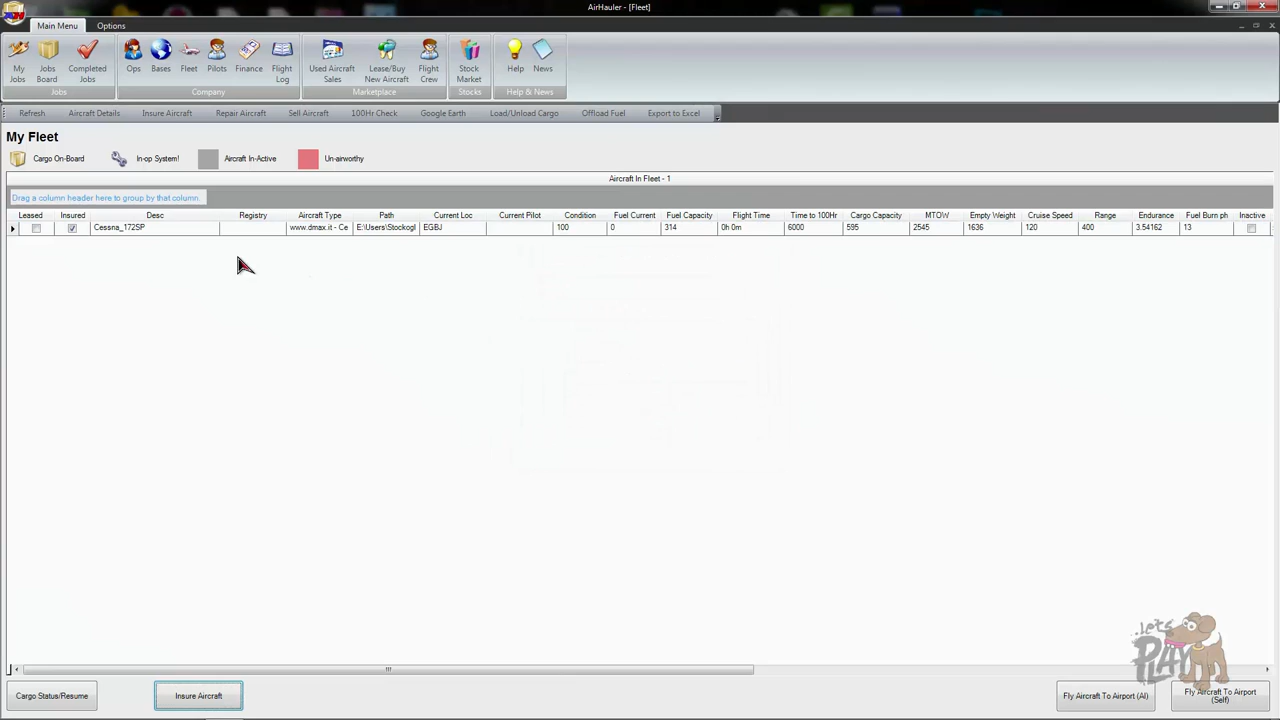 AirHauler - [Fleet]
Main Menu Options
My Jobs
Jobs Board
Completed Jobs
Ops
Bases
Fleet
Pilots
Finance
Flight Log
Used Aircraft Sales
Lease/Buy New Aircraft
Flight Crew
Stock Market
Help
News
Jobs
Company
Marketplace
Stocks
Help & News
Refresh Aircraft Details Insure Aircraft Repair Aircraft Sell Aircraft 100Hr Check Google Earth Load/Unload Cargo Offload Fuel Export to Excel
My Fleet
Cargo On-Board In-op System! Aircraft In-Active Un-airworthy
Aircraft In Fleet - 1
Drag a column header here to group by that column.
Leased Insured Desc Registry Aircraft Type Path Current Loc Current Pilot Condition Fuel Current Fuel Capacity Flight Time Time to 100Hr Cargo Capacity MTOW Empty Weight Cruise Speed Range Endurance Fuel Burn ph Inactive
Cessna_172SP www.dmax.it - Ce E:\Users\Stockogl EGBJ 100 0 314 0h 0m 6000 595 2545 1636 120 400 3.54162 13
Lets
PLAY
Cargo Status/Resume Insure Aircraft Fly Aircraft To Airport (AI) Fly Aircraft To Airport
(Self)